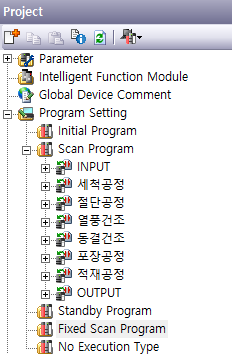 Project
Parameter
Intelligent Function Module
Global Device Comment
Program Setting
Initial Program
Scan Program
INPUT
세척공정
절단공정
열풍건조
동결건조
포장공정
적재공정
OUTPUT
Standby Program
Fixed Scan Program
No Execution Type